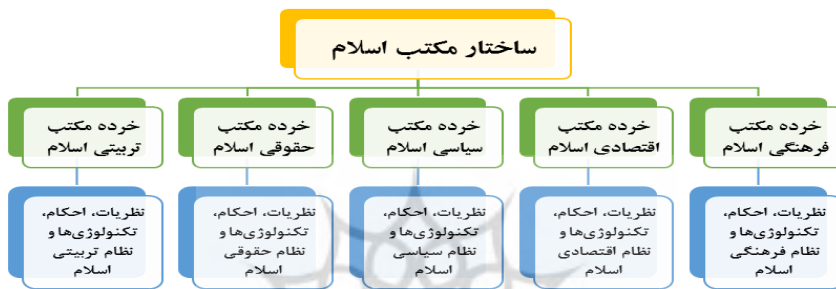 ساختار مکتب اسلام
خرده مکتب
فرهنگی اسلام
خرده مکتب
اقتصادی اسلام
خرده مکتب
سیاسی اسلام
خرده مکتب
حقوقی اسلام
خرده مکتب
تربیتی اسلام
نظریات، احکام،
تکنولوژی‌ها و
نظام فرهنگی
اسلام
نظریات، احکام،
تکنولوژی‌ها و
نظام اقتصادی
اسلام
نظریات، احکام،
تکنولوژی‌ها و
نظام سیاسی
اسلام
نظریات، احکام،
تکنولوژی‌ها و
نظام حقوقی
اسلام
نظریات، احکام،
تکنولوژی‌ها و
نظام تربیتی
اسلام